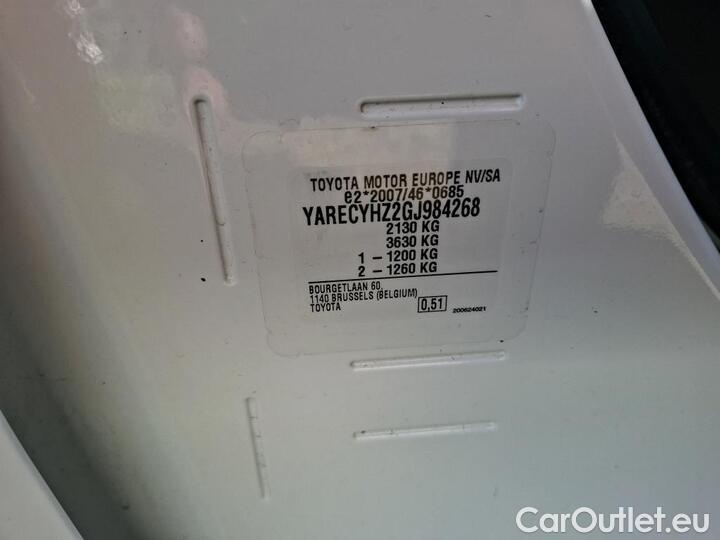 TOYOTA MOTOR EUROPE NV/SA
e2*2007/46*0685
YARECYHZ2GJ984268
2130 KG
3630 KG
1 - 1200 KG
2 - 1260 KG
BOURGETLAAN 60,
1140 BRUSSELS (BELGIUM)
TOYOTA 0,51 200624021
CarOutlet.eu